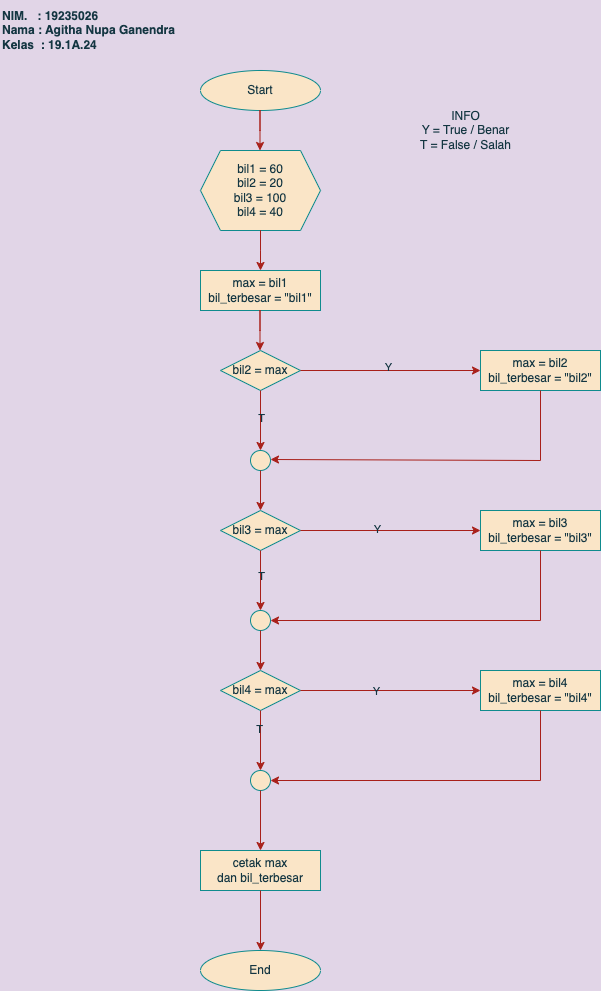 NIM.   : 19235026
Nama : Agitha Nupa Ganendra
Kelas  : 19.1A.24
Start
INFO
Y = True / Benar
T = False / Salah
bil1 = 60
bil2 = 20
bil3 = 100
bil4 = 40
max = bil1
bil_terbesar = "bil1"
bil2 = max
Y
max = bil2
bil_terbesar = "bil2"
T
bil3 = max
Y
max = bil3
bil_terbesar = "bil3"
T
bil4 = max
Y
max = bil4
bil_terbesar = "bil4"
T
cetak max
dan bil_terbesar
End